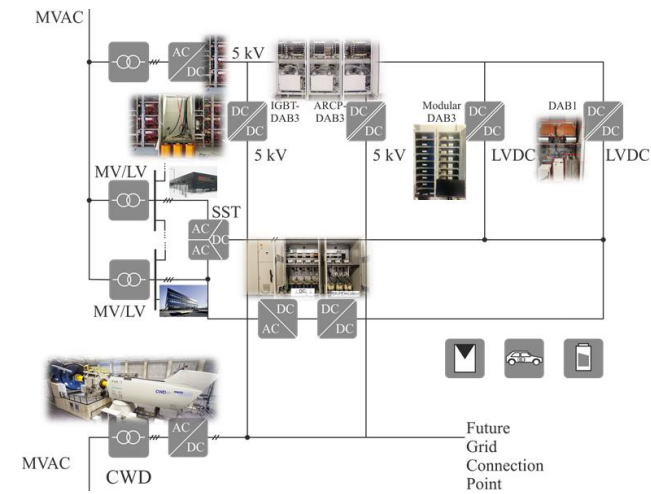 MVAC
AC
DC
5 kV
IGBT-
DAB3
ARCP-
DAB3
Modular
DAB3
DAB1
DC
DC
DC
DC
DC
DC
DC
DC
5 kV
5 kV
LVDC
LVDC
MV/LV
SST
AC
DC
AC
MV/LV
DC
AC
DC
DC
CWD
AC
DC
MVAC
CWD
Future
Grid
Connection
Point